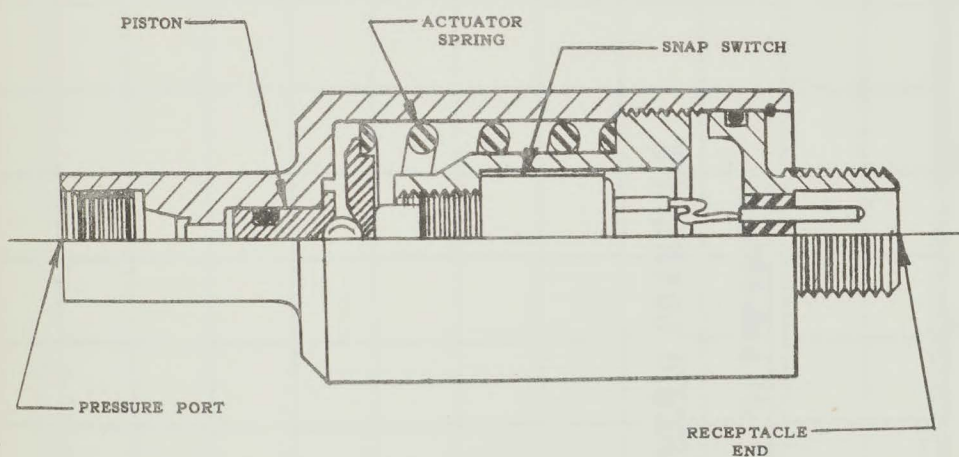 PISTON
ACTUATOR
SPRING
SNAP SWITCH
PRESSURE PORT
RECEPTACLE
END